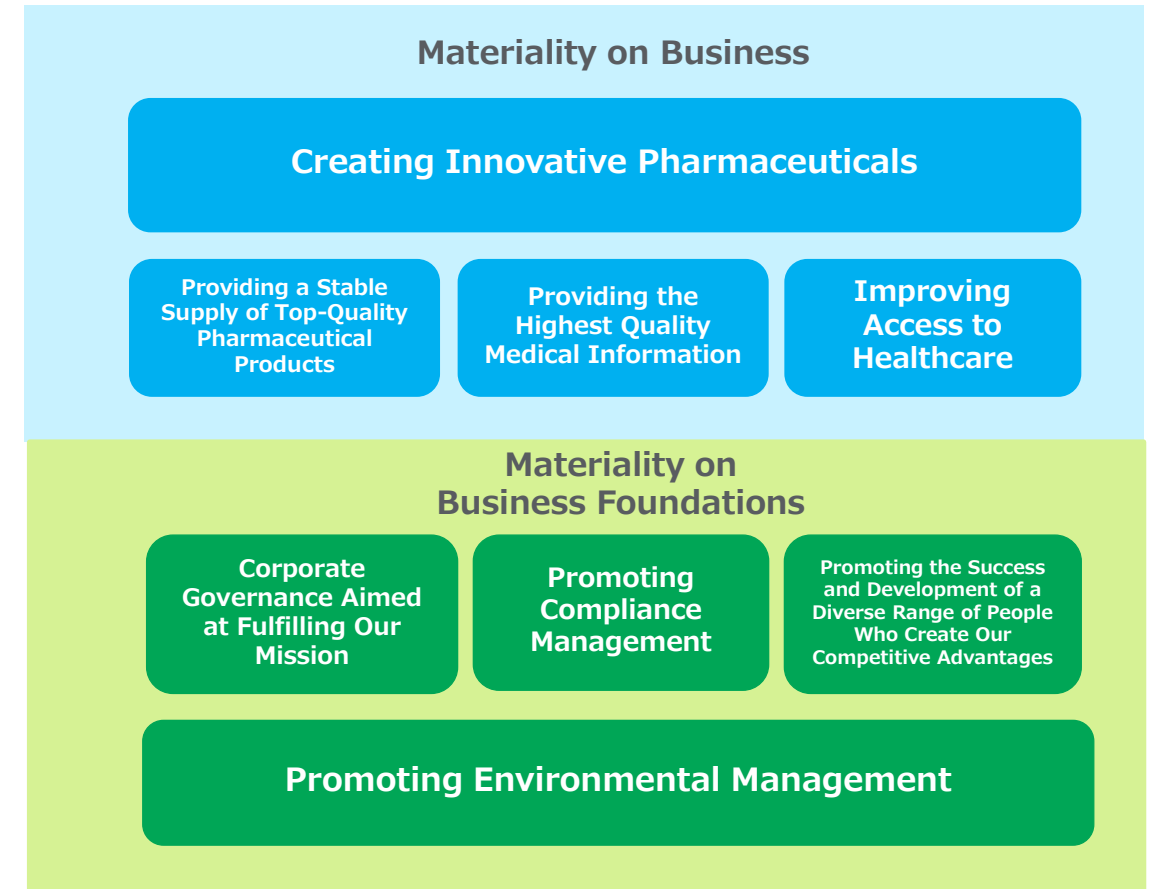 Materiality on Business
Creating Innovative Pharmaceuticals
Providing a Stable
Supply of Top-Quality
Pharmaceutical
Products
Providing the
Highest Quality
Medical Information
Improving
Access to
Healthcare
Materiality on
Business Foundations
Corporate
Governance Aimed
at Fulfilling Our
Mission
Promoting
Compliance
Management
Promoting the Success
and Development of a
Diverse Range of People
Who Create Our
Competitive Advantages
Promoting Environmental Management